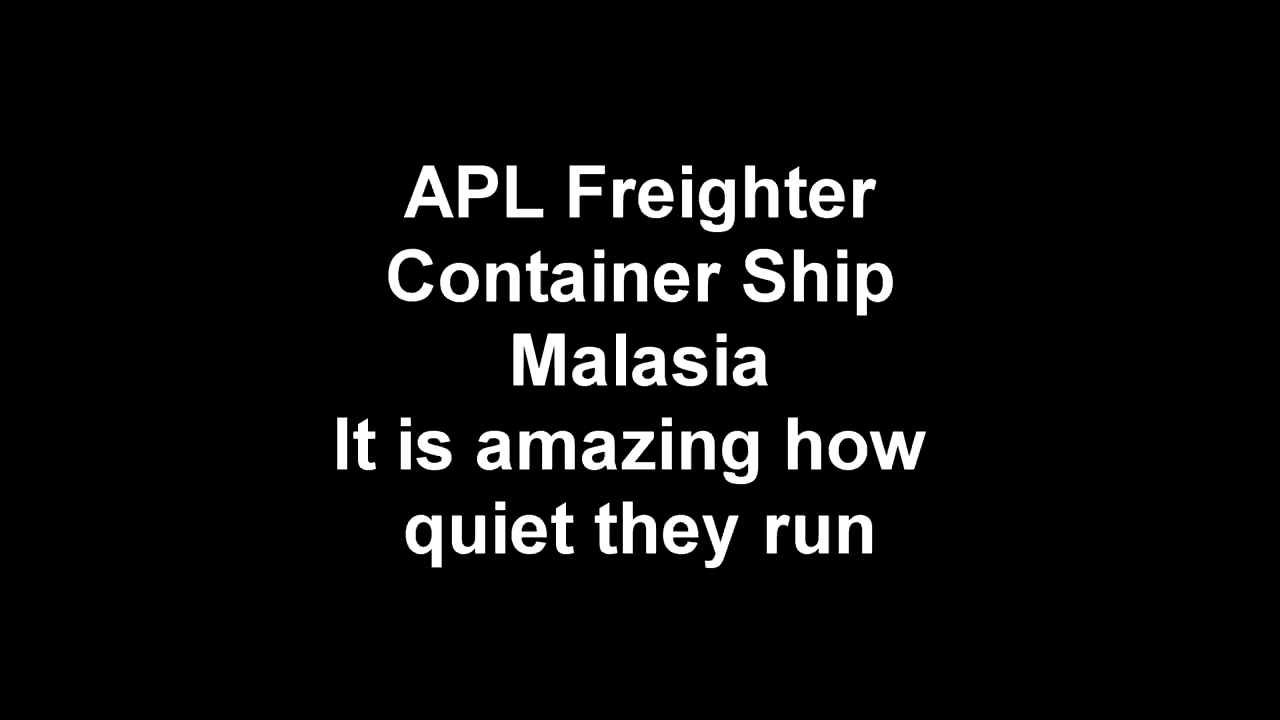 APL Freighter
Container Ship
Malasia
It is amazing how
quiet they run